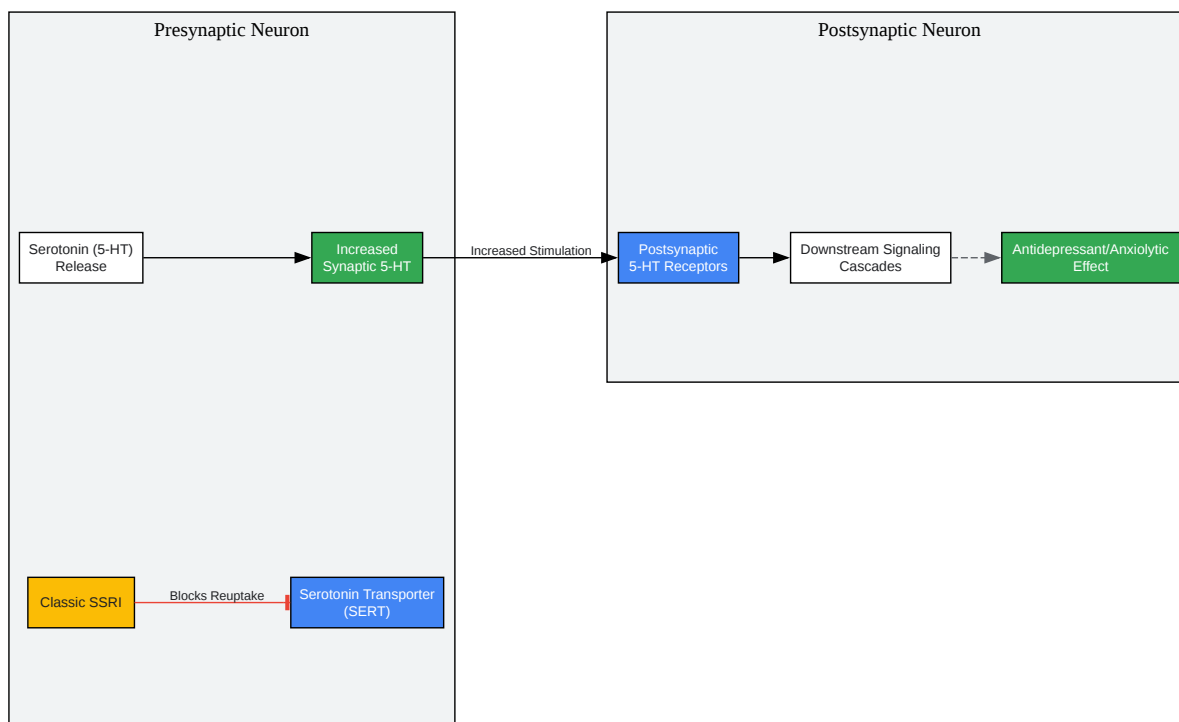 Presynaptic Neuron
Postsynaptic Neuron
Serotonin (5-HT)
Release
Increased
Synaptic 5-HT
Increased Stimulation
Postsynaptic
5-HT Receptors
Downstream Signaling
Cascades
Antidepressant/Anxiolytic
Effect
Classic SSRI
Blocks Reuptake
Serotonin Transporter
(SERT)